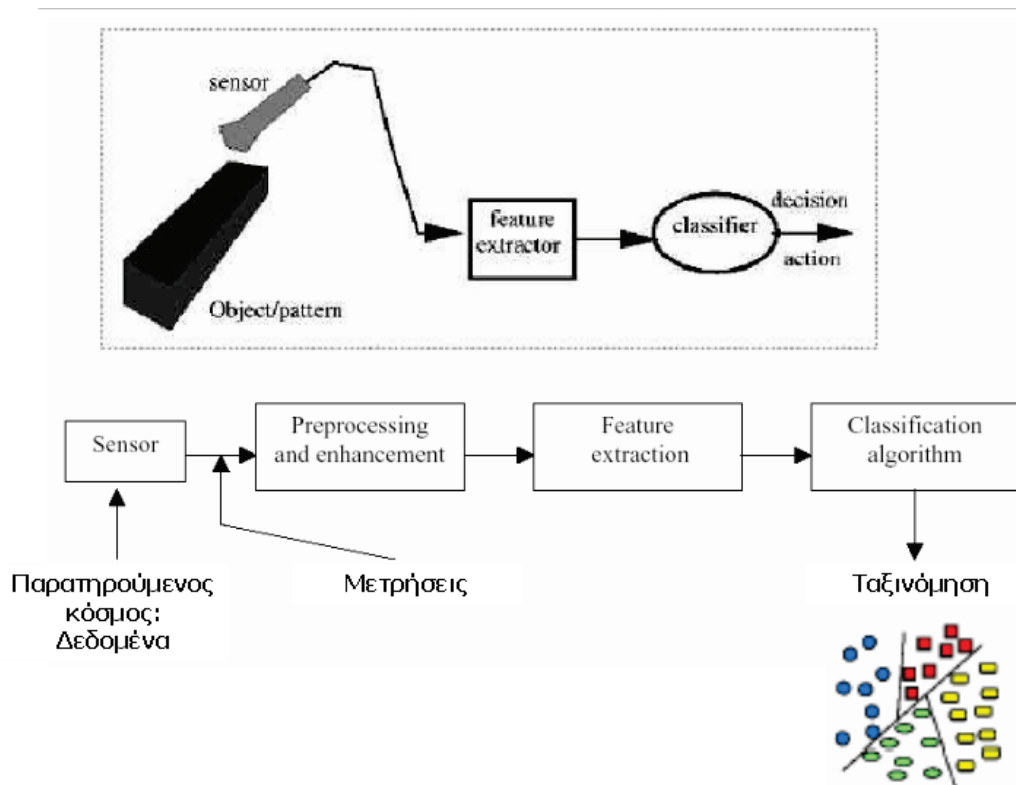 sensor
Object/pattern
feature
extractor
classifier
decision
action
Sensor
Preprocessing
and enhancement
Feature
extraction
Classification
algorithm
Παρατηρούμενος
κόσμος:
Δεδομένα
Μετρήσεις
Ταξινόμηση